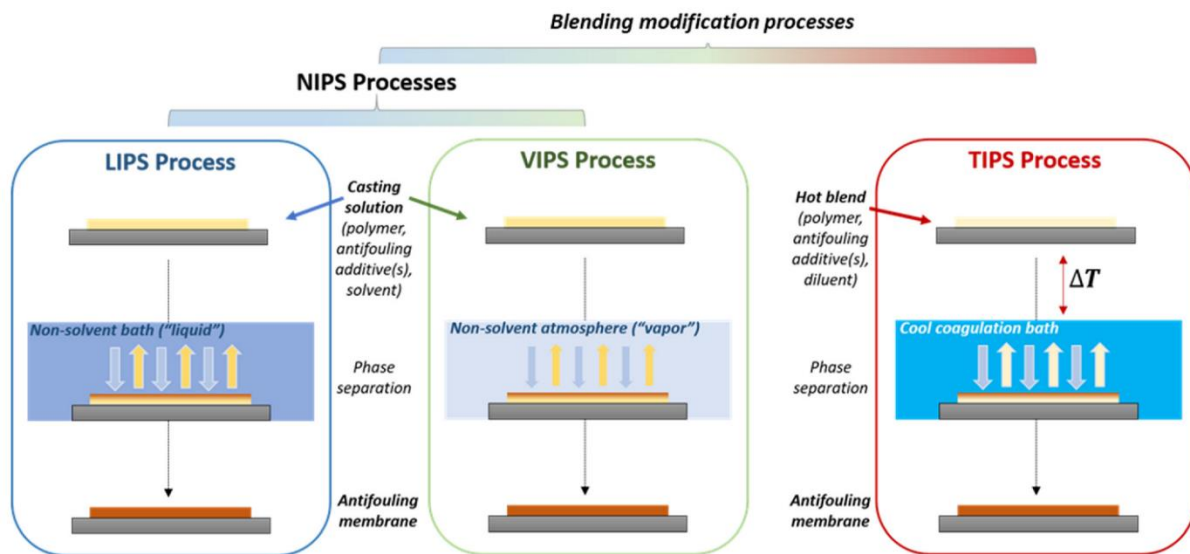 Blending modification processes
NIPS Processes
LIPS Process
VIPS Process
TIPS Process
Casting
solution
(polymer,
antifouling
additive(s),
solvent)
Hot blend
(polymer,
antifouling
additive(s),
diluent)
ΔT
Non-solvent bath (“liquid”)
Non-solvent atmosphere (“vapor”)
Cool coagulation bath
Phase
separation
Phase
separation
Antifouling
membrane
Antifouling
membrane